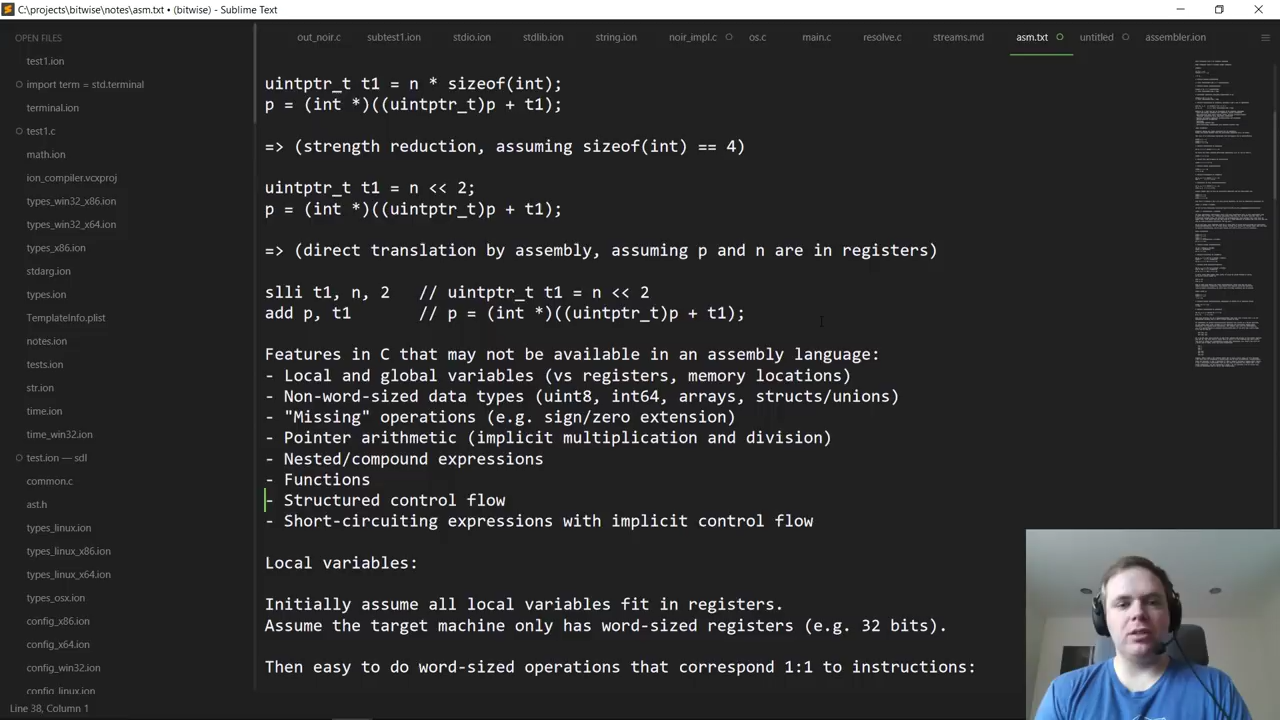 C:\projects\bitwise\notes\asm.txt • (bitwise) - Sublime Text
OPEN FILES
test1.ion
import term = std.terminal
terminal.ion
test1.c
math.ion
ion_compiler.vcxproj
types_win32_x86.ion
types_win32_x64.ion
types_x86.ion
stdarg.ion
types.ion
TemplateInfo.plist
notes.ion
tests.ion
str.ion
time.ion
time_win32.ion
test.ion — sdl
common.c
ast.h
types_linux.ion
types_linux_x86.ion
types_linux_x64.ion
types_osx.ion
config_x86.ion
config_x64.ion
config_win32.ion
config_linux.ion
out_noir.c subtest1.ion stdio.ion stdlib.ion string.ion noir_impl.c os.c main.c resolve.c streams.md asm.txt untitled assembler.ion
uintptr_t t1 = n * sizeof(int);
p = (int *)((uintptr_t)p + t1);
=> (strength reduction, assuming sizeof(int) == 4)
uintptr_t t1 = n << 2;
p = (int *)((uintptr_t)p + t1);
=> (direct translation to assembly, assuming p and n are in registers)
slli t1, n, 2 // uintptr_t t1 = n << 2
add p, t1 // p = (int *)((uintptr_t)p + t1);
Features in C that may not be available in an assembly language:
- Local and global variables (vs registers, memory locations)
- Non-word-sized data types (uint8, int64, arrays, structs/unions)
- "Missing" operations (e.g. sign/zero extension)
- Pointer arithmetic (implicit multiplication and division)
- Nested/compound expressions
- Functions
- Structured control flow
- Short-circuiting expressions with implicit control flow
Local variables:
Initially assume all local variables fit in registers.
Assume the target machine only has word-sized registers (e.g. 32 bits).
Then easy to do word-sized operations that correspond 1:1 to instructions:
Line 38, Column 1